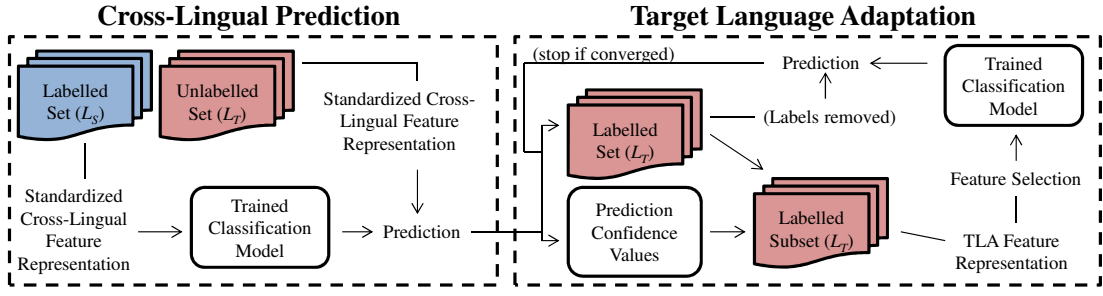 Cross-Lingual Prediction
Labelled
Set (L_S)
Unlabelled
Set (L_T)
Standardized Cross-
Lingual Feature
Representation
Standardized
Cross-Lingual
Feature
Representation
Trained
Classification
Model
Prediction
Target Language Adaptation
(stop if converged)
Prediction
Trained
Classification
Model
Labelled
Set (L_T)
(Labels removed)
Feature Selection
Prediction
Confidence
Values
Labelled
Subset (L_T)
TLA Feature
Representation